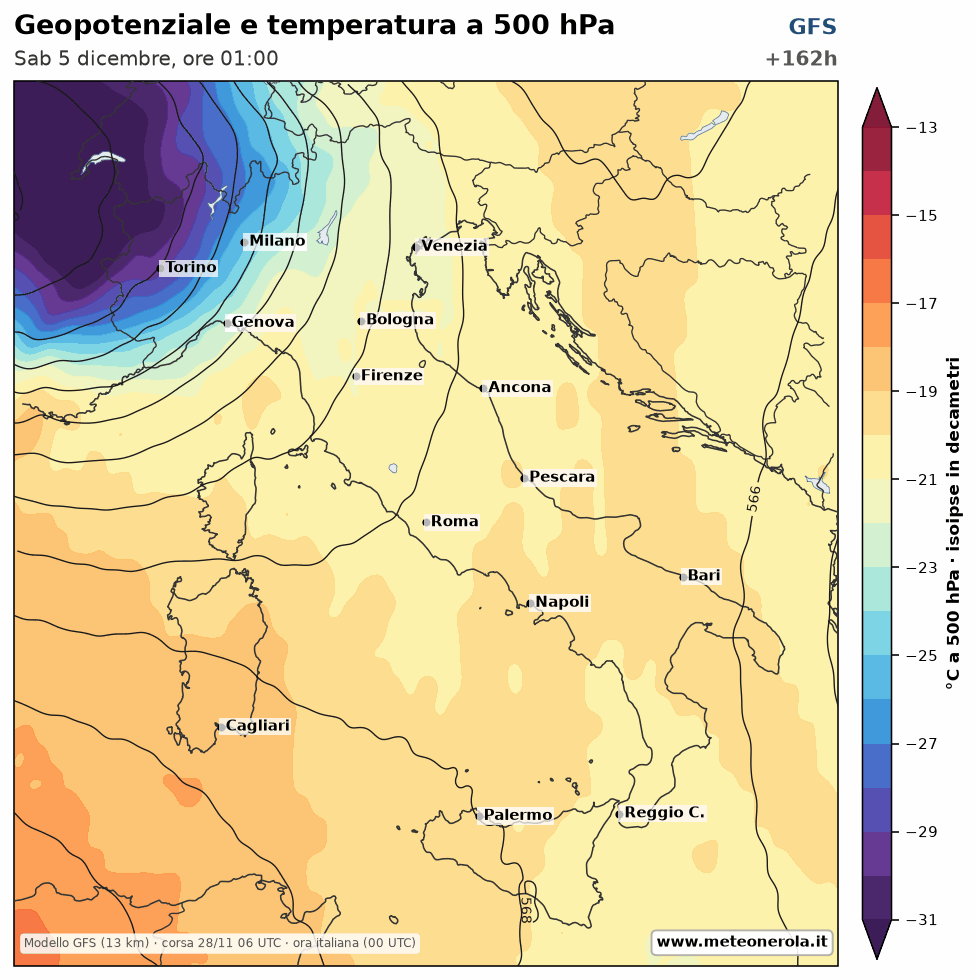 Geopotenziale e temperatura a 500 hPa
GFS
Sab 5 dicembre, ore 01:00
+162h
−13
−15
−17
−19
−21
−23
−25
−27
−29
−31
°C a 500 hPa · isoipse in decametri
Milano
Venezia
Torino
Genova
Bologna
Firenze
Ancona
Pescara
566
Roma
Bari
Napoli
Cagliari
Palermo
Reggio C.
568
Modello GFS (13 km) · corsa 28/11 06 UTC · ora italiana (00 UTC)
www.meteonerola.it